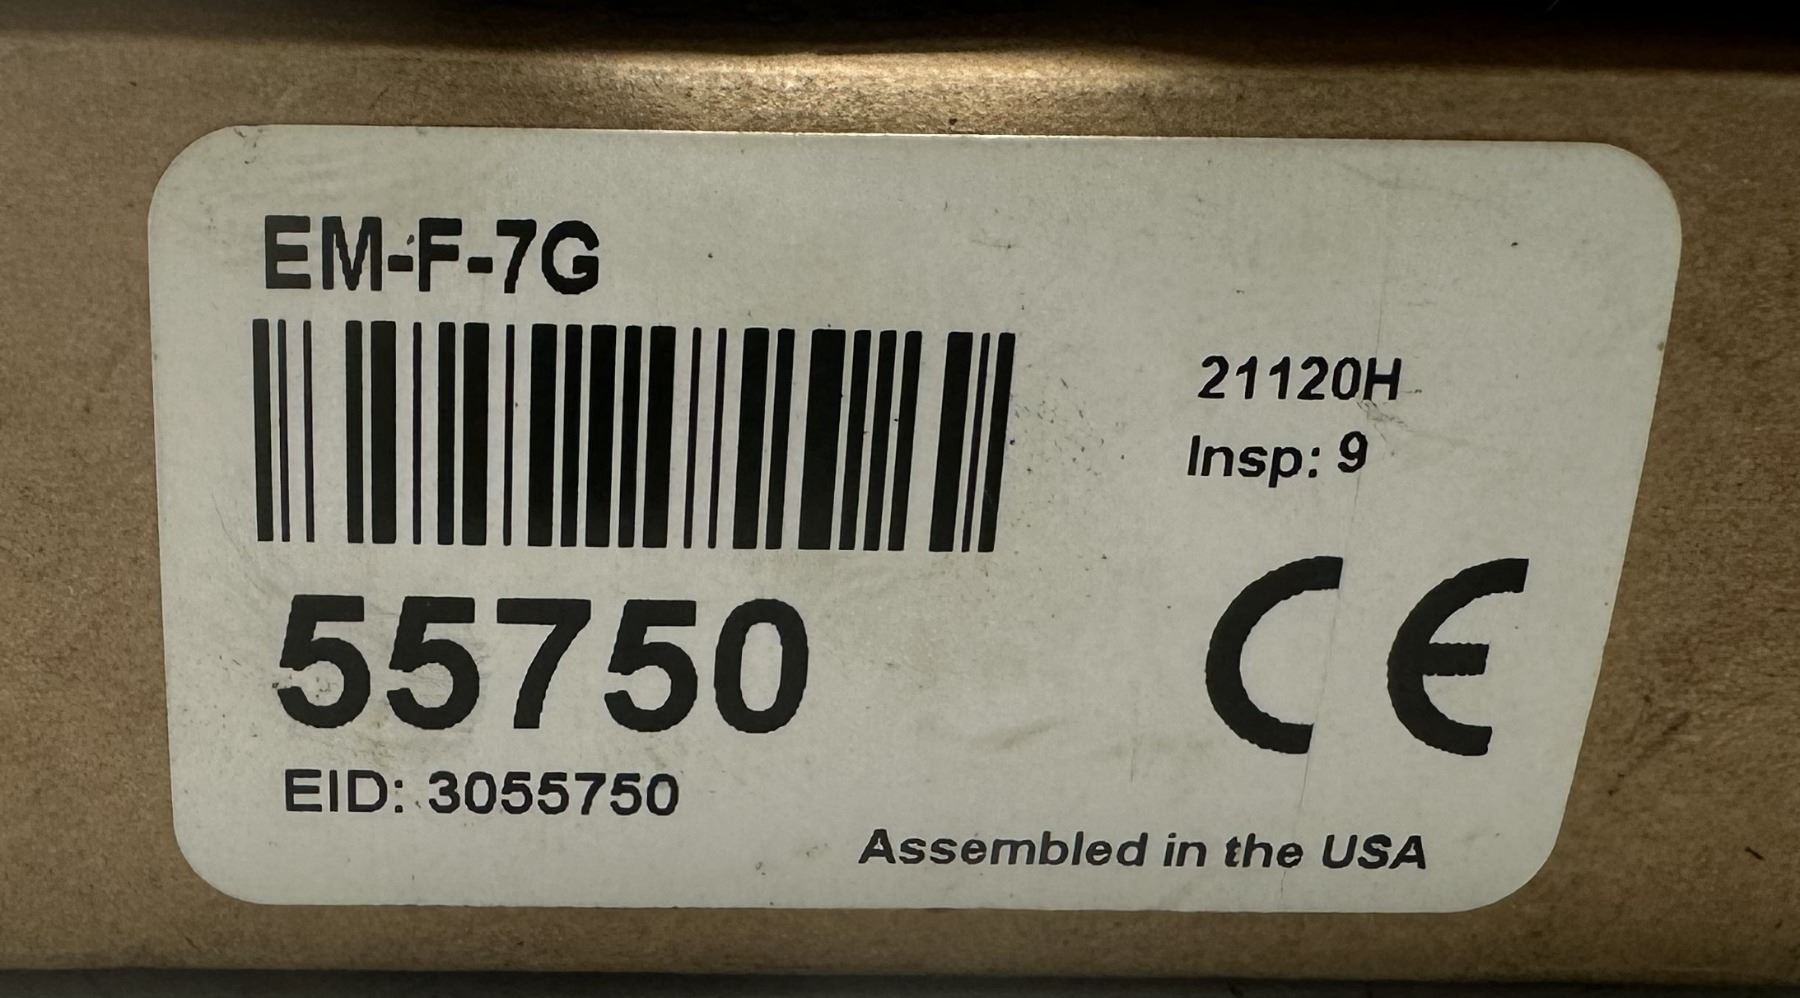 EM-F-7G
21120H
Insp: 9
55750
CE
EID: 3055750
Assembled in the USA